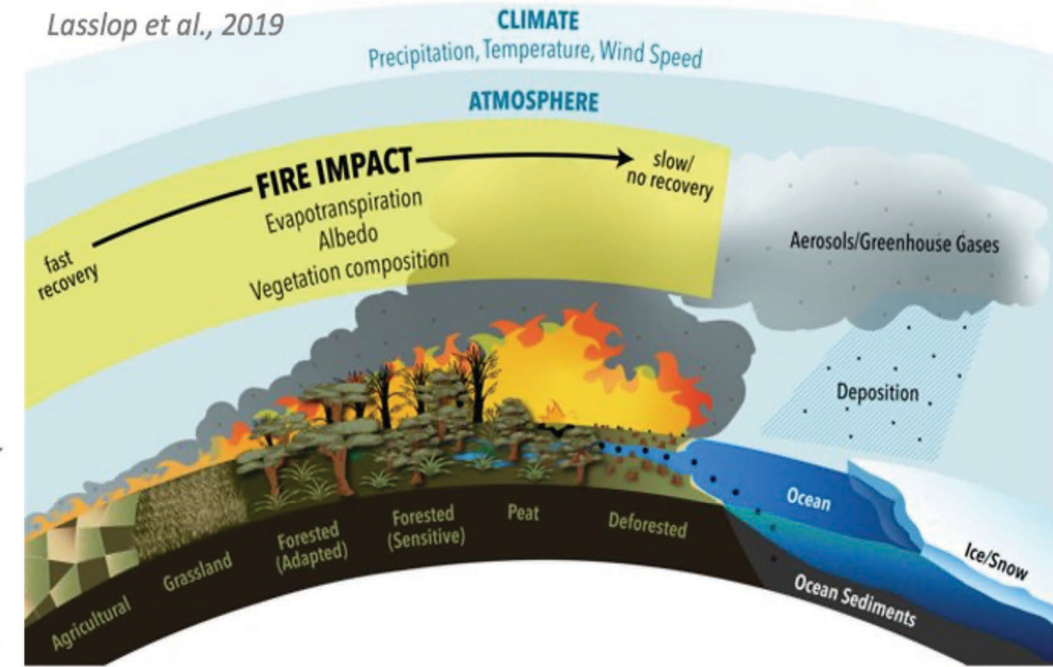 Lasslop et al., 2019
CLIMATE
Precipitation, Temperature, Wind Speed
ATMOSPHERE
FIRE IMPACT
Evapotranspiration
Albedo
Vegetation composition
fast
recovery
slow/
no recovery
Aerosols/Greenhouse Gases
Deposition
Agricultural
Grassland
Forested
(Adapted)
Forested
(Sensitive)
Peat
Deforested
Ocean
Ice/Snow
Ocean Sediments